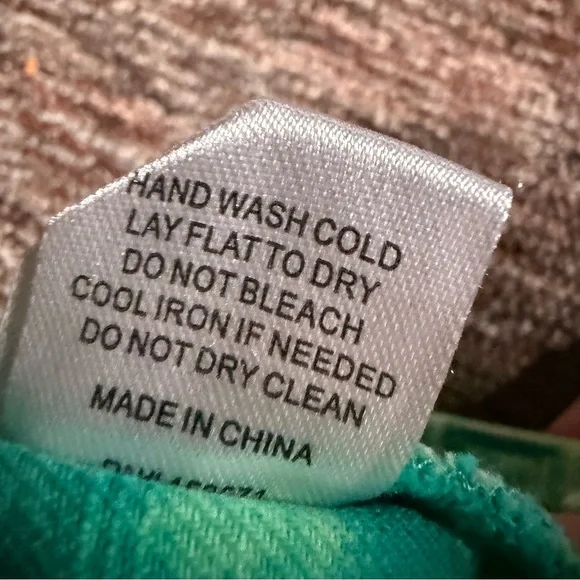 HAND WASH COLD
LAY FLAT TO DRY
DO NOT BLEACH
COOL IRON IF NEEDED
DO NOT DRY CLEAN
MADE IN CHINA